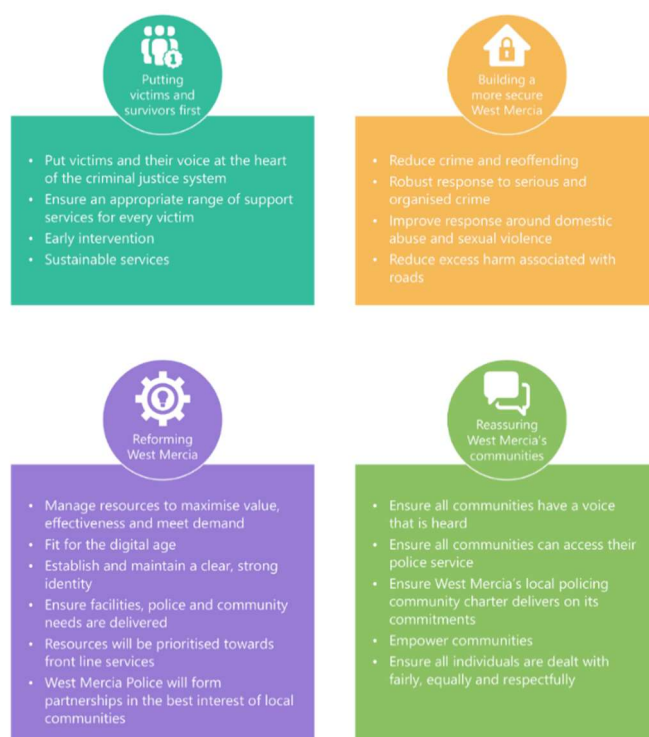 1
Putting
victims and
survivors first
• Put victims and their voice at the heart
of the criminal justice system
• Ensure an appropriate range of support
services for every victim
• Early intervention
• Sustainable services
Building a
more secure
West Mercia
• Reduce crime and reoffending
• Robust response to serious and
organised crime
• Improve response around domestic
abuse and sexual violence
• Reduce excess harm associated with
roads
Reforming
West Mercia
• Manage resources to maximise value,
effectiveness and meet demand
• Fit for the digital age
• Establish and maintain a clear, strong
identity
• Ensure facilities, police and community
needs are delivered
• Resources will be prioritised towards
front line services
• West Mercia Police will form
partnerships in the best interest of local
communities
Reassuring
West Mercia's
communities
• Ensure all communities have a voice
that is heard
• Ensure all communities can access their
police service
• Ensure West Mercia's local policing
community charter delivers on its
commitments
• Empower communities
• Ensure all individuals are dealt with
fairly, equally and respectfully